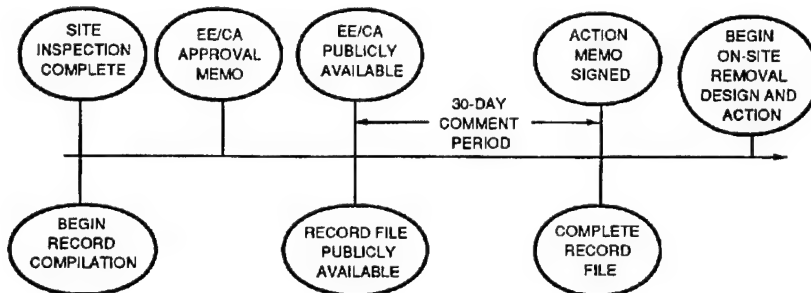 SITE
INSPECTION
COMPLETE
EE/CA
APPROVAL
MEMO
EE/CA
PUBLICLY
AVAILABLE
30-DAY
COMMENT
PERIOD
ACTION
MEMO
SIGNED
BEGIN
ON-SITE
REMOVAL
DESIGN AND
ACTION
BEGIN
RECORD
COMPILATION
RECORD FILE
PUBLICLY
AVAILABLE
COMPLETE
RECORD
FILE